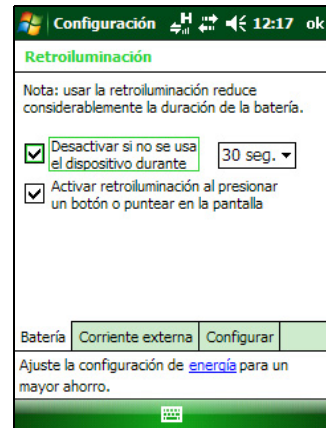 Configuración H 12:17 ok
Retroiluminación
Nota: usar la retroiluminación reduce
considerablemente la duración de la batería.
Desactivar si no se usa
el dispositivo durante 30 seg.
Activar retroiluminación al presionar
un botón o puntear en la pantalla
Batería Corriente externa Configurar
Ajuste la configuración de energía para un
mayor ahorro.